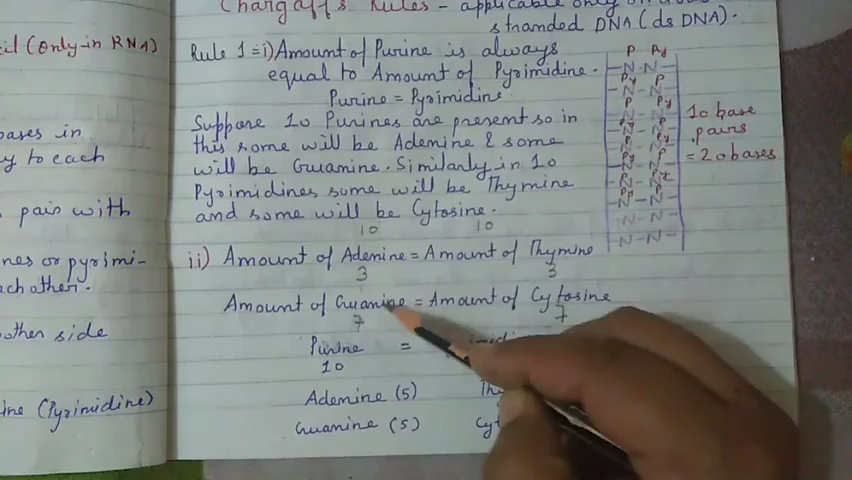 Chargaff's Rules - applicable only on
stranded DNA (ds DNA).
(Only in RNA)
Rule 1 = i) Amount of Purine is always
equal to Amount of Pyrimidine.
Purine = Pyrimidine
Suppose 10 Purines are present so in
this some will be Adenine & some
will be Guanine. Similarly in 10
Pyrimidines some will be Thymine
and some will be Cytosine.
10 10
ii) Amount of Adenine = Amount of Thymine
3 3
Amount of Guanine = Amount of Cytosine
7 7
Purine =
10
Adenine (5)
Guanine (5)
P Py
N N
Py P
N N
P Py
N N
Py P
N N
10 base
pairs
= 20 bases
bases in
y to each
pair with
nes or pyrimi-
ach other.
other side
ine (Pyrimidine)